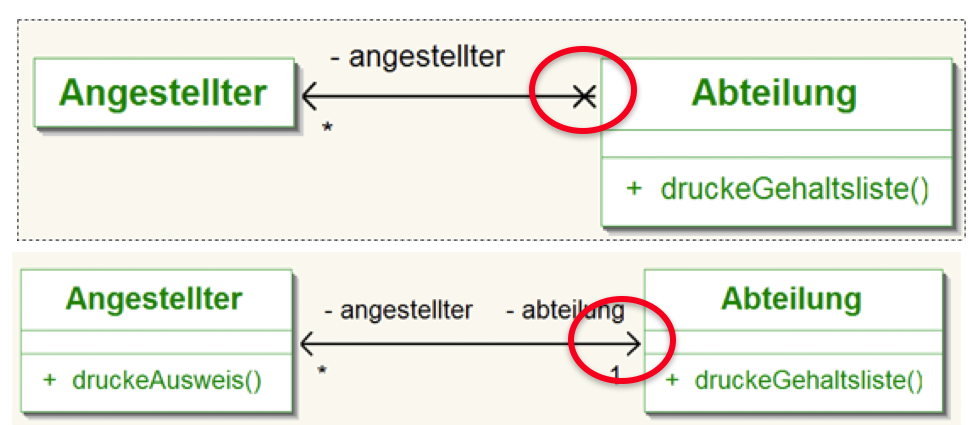 - angestellter
Angestellter
Abteilung
*
+ druckeGehaltsliste()
Angestellter
- angestellter - abteilung
Abteilung
+ druckeAusweis()
* 1
+ druckeGehaltsliste()